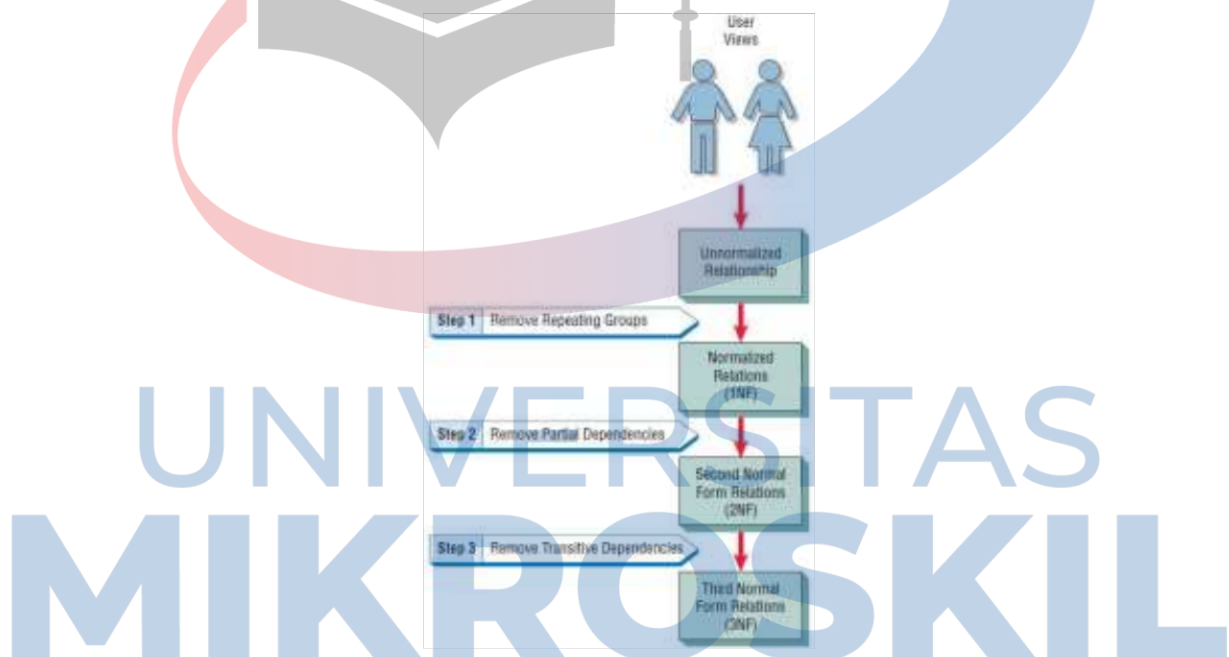 User
Views
Unnormalized
Relationship
Step 1 Remove Repeating Groups
Normalized
Relations
(1NF)
Step 2 Remove Partial Dependencies
Second Normal
Form Relations
(2NF)
Step 3 Remove Transitive Dependencies
Third Normal
Form Relations
(3NF)
UNIVERSITAS
MIKROSKIL